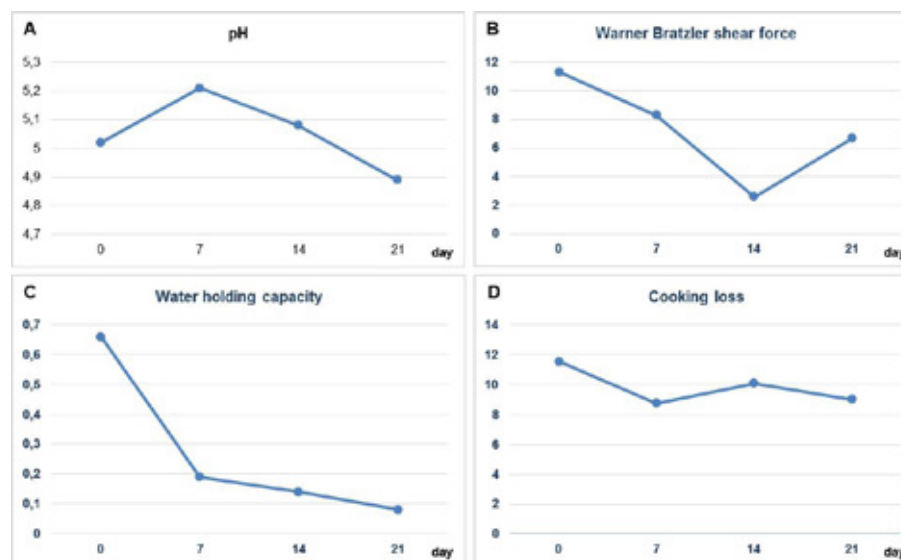 A
pH
5,3
5,2
5,1
5
4,9
4,8
4,7
0 7 14 21 day
B
Warner Bratzler shear force
12
10
8
6
4
2
0
0 7 14 21 day
C
Water holding capacity
0,7
0,6
0,5
0,4
0,3
0,2
0,1
0
0 7 14 21 day
D
Cooking loss
14
12
10
8
6
4
2
0
0 7 14 21 day